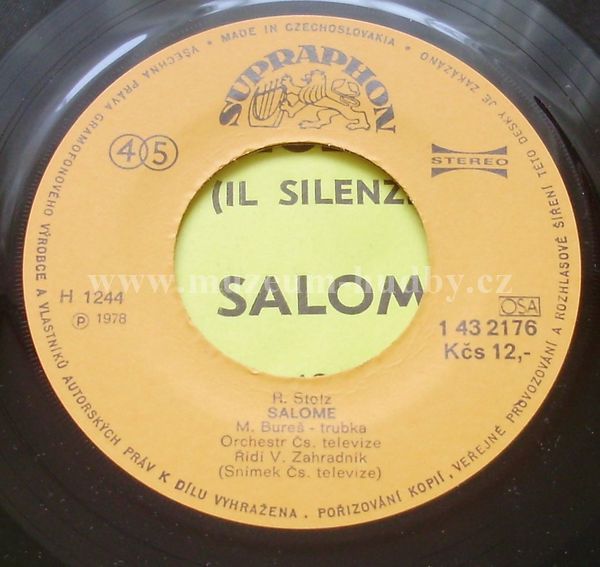 VŠECHNA PRÁVA GRAMOFONOVÉHO VÝROBCE A VLASTNÍKŮ AUTORSKÝCH PRÁV K DÍLU VYHRAŽENA . POŘIZOVÁNÍ KOPIÍ , VEŘEJNÉ PROVOZOVÁNÍ A ROZHLASOVÉ ŠÍŘENÍ TÉTO DESKY JE ZAKÁZÁNO
• MADE IN CZECHOSLOVAKIA •
SUPRAPHON
45
STEREO
(IL SILENZ
SALOM
www.muzeum-hudby.cz
H 1244
Ⓟ 1978
OSA
1 43 2176
Kčs 12,-
R. Stolz
SALOME
M. Bureš - trubka
Orchestr Čs. televize
Řídí V. Zahradník
(Snímek Čs. televize)